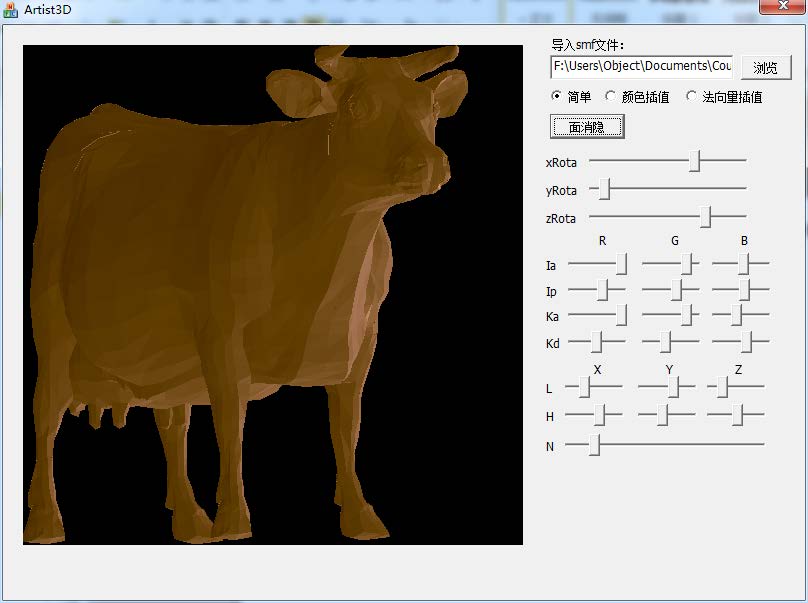 Artist3D
导入smf文件：
F:\Users\Object\Documents\Cou
浏览
简单 颜色插值 法向量插值
面消隐
xRota
yRota
zRota
R G B
Ia
Ip
Ka
Kd
X Y Z
L
H
N